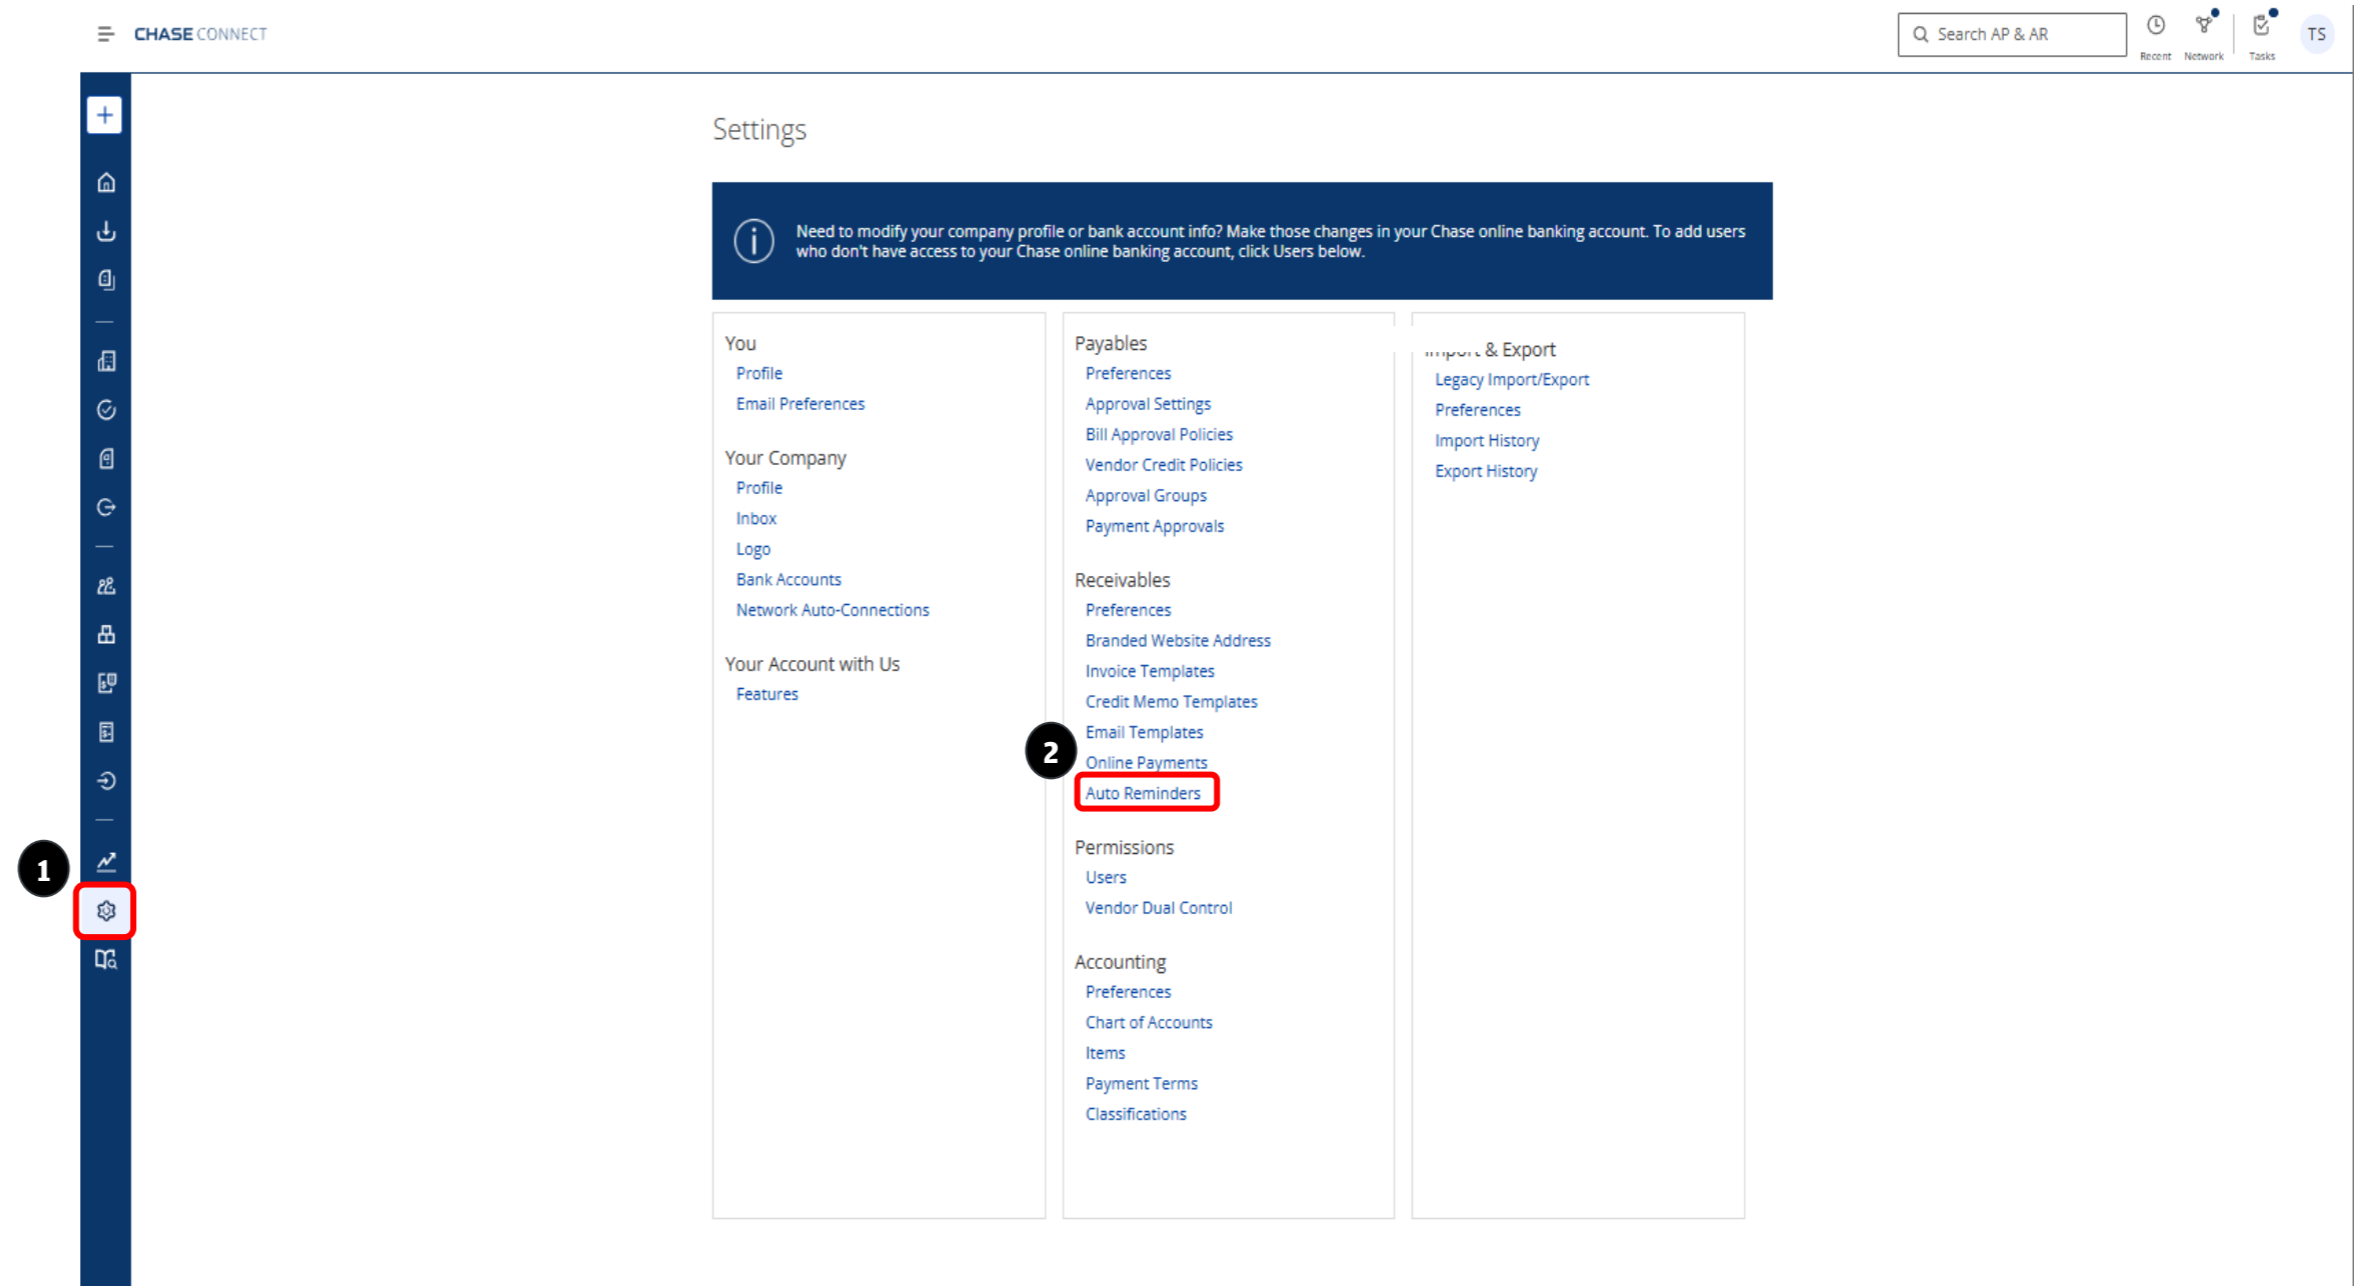 CHASE CONNECT
Search AP & AR
Recent
Network
Tasks
TS
Settings
Need to modify your company profile or bank account info? Make those changes in your Chase online banking account. To add users
who don't have access to your Chase online banking account, click Users below.
You
Profile
Email Preferences
Your Company
Profile
Inbox
Logo
Bank Accounts
Network Auto-Connections
Your Account with Us
Features
Payables
Preferences
Approval Settings
Bill Approval Policies
Vendor Credit Policies
Approval Groups
Payment Approvals
Receivables
Preferences
Branded Website Address
Invoice Templates
Credit Memo Templates
Email Templates
2
Online Payments
Auto Reminders
Permissions
Users
Vendor Dual Control
Accounting
Preferences
Chart of Accounts
Items
Payment Terms
Classifications
Import & Export
Legacy Import/Export
Preferences
Import History
Export History
1